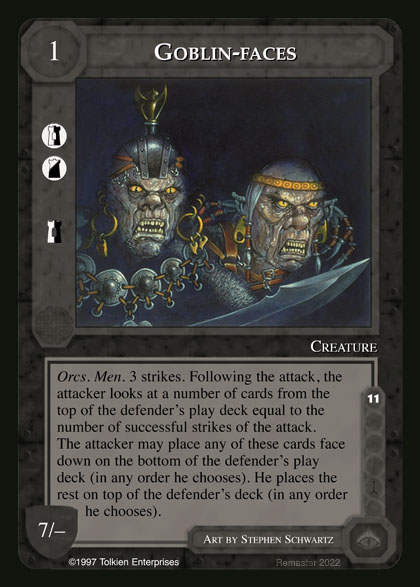 1
GOBLIN-FACES
CREATURE
Orcs. Men. 3 strikes. Following the attack, the
attacker looks at a number of cards from the
top of the defender's play deck equal to the
number of successful strikes of the attack.
The attacker may place any of these cards face
down on the bottom of the defender's play
deck (in any order he chooses). He places the
rest on top of the defender's deck (in any order
he chooses).
11
7/–
ART BY STEPHEN SCHWARTZ
©1997 Tolkien Enterprises
Remaster 2022